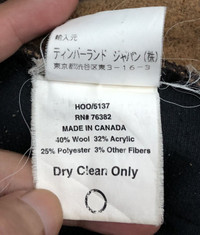 輸入元
ティンバーランド ジャパン (株)
東京都渋谷区東3-16-3
HOO/5137
RN# 76382
MADE IN CANADA
40% Wool 32% Acrylic
25% Polyester 3% Other Fibers
Dry Clean Only